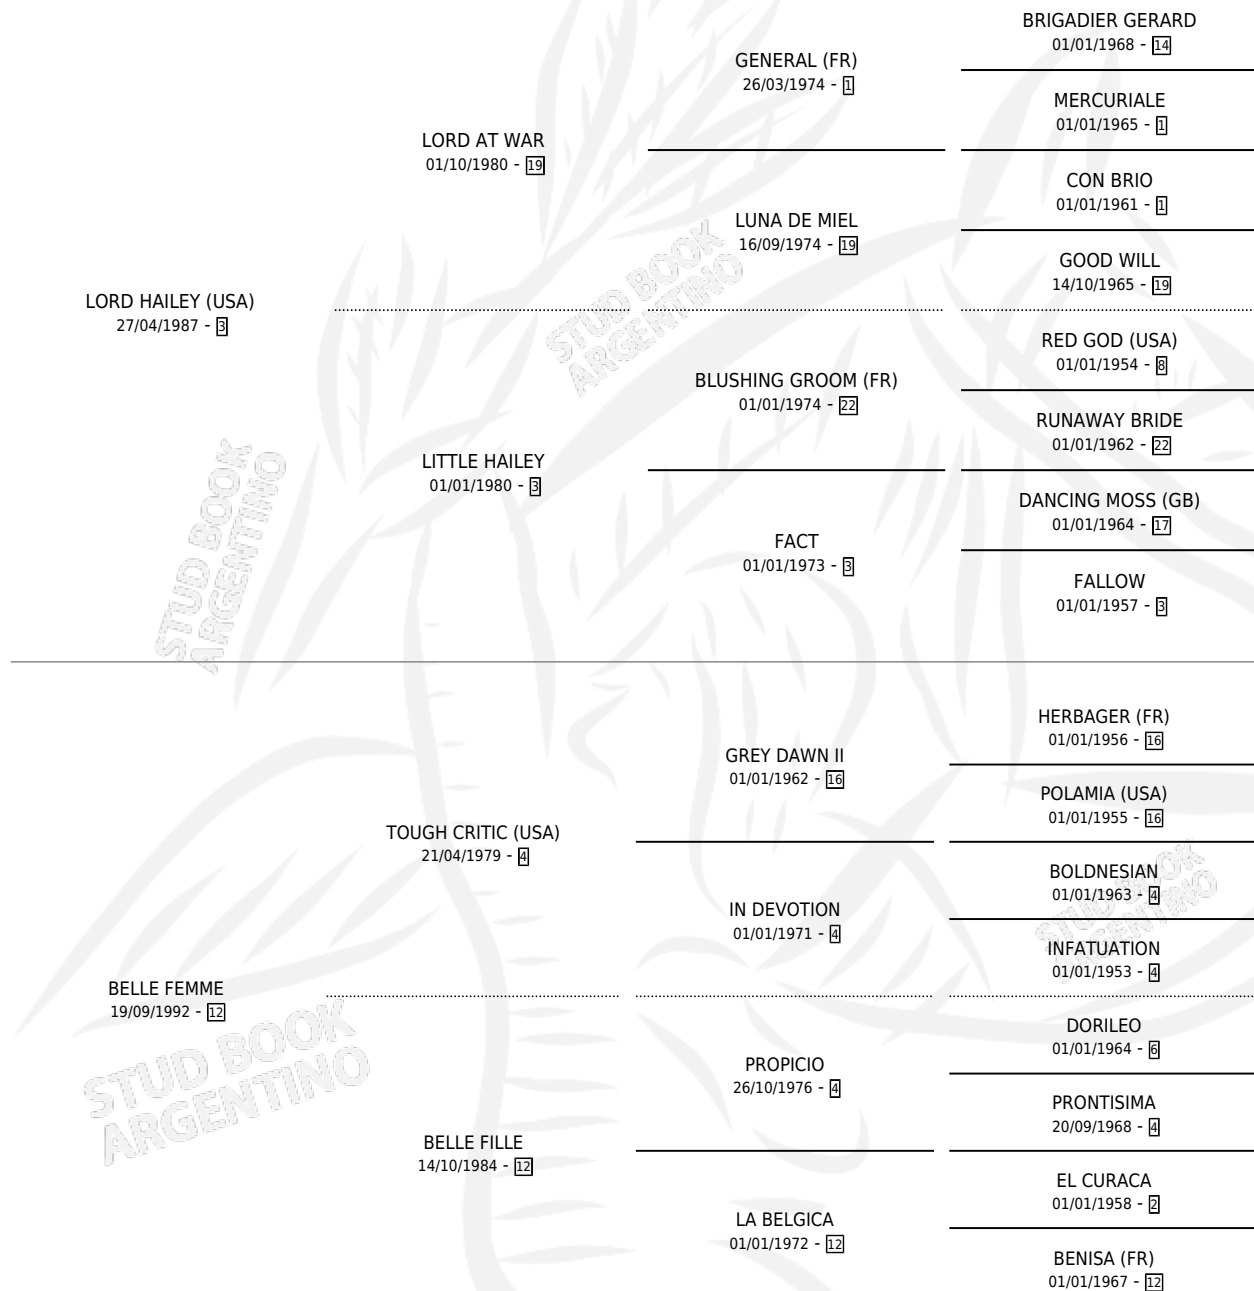 BRIGADIER GERARD
01/01/1968 - 14
GENERAL (FR)
26/03/1974 - 1
MERCURIALE
01/01/1965 - 1
LORD AT WAR
01/10/1980 - 19
CON BRIO
01/01/1961 - 1
LUNA DE MIEL
16/09/1974 - 19
GOOD WILL
14/10/1965 - 19
LORD HAILEY (USA)
27/04/1987 - 3
RED GOD (USA)
01/01/1954 - 8
BLUSHING GROOM (FR)
01/01/1974 - 22
RUNAWAY BRIDE
01/01/1962 - 22
LITTLE HAILEY
01/01/1980 - 3
DANCING MOSS (GB)
01/01/1964 - 17
FACT
01/01/1973 - 3
FALLOW
01/01/1957 - 3
HERBAGER (FR)
01/01/1956 - 16
GREY DAWN II
01/01/1962 - 16
POLAMIA (USA)
01/01/1955 - 16
TOUGH CRITIC (USA)
21/04/1979 - 4
BOLDNESIAN
01/01/1963 - 4
IN DEVOTION
01/01/1971 - 4
INFATUATION
01/01/1953 - 4
BELLE FEMME
19/09/1992 - 12
DORILEO
01/01/1964 - 6
PROPICIO
26/10/1976 - 4
PRONTISIMA
20/09/1968 - 4
BELLE FILLE
14/10/1984 - 12
EL CURACA
01/01/1958 - 2
LA BELGICA
01/01/1972 - 12
BENISA (FR)
01/01/1967 - 12
STUD BOOK
ARGENTINO
STUD BOOK
ARGENTINO
STUD BOOK
ARGENTINO
STUD BOOK
ARGENTINO